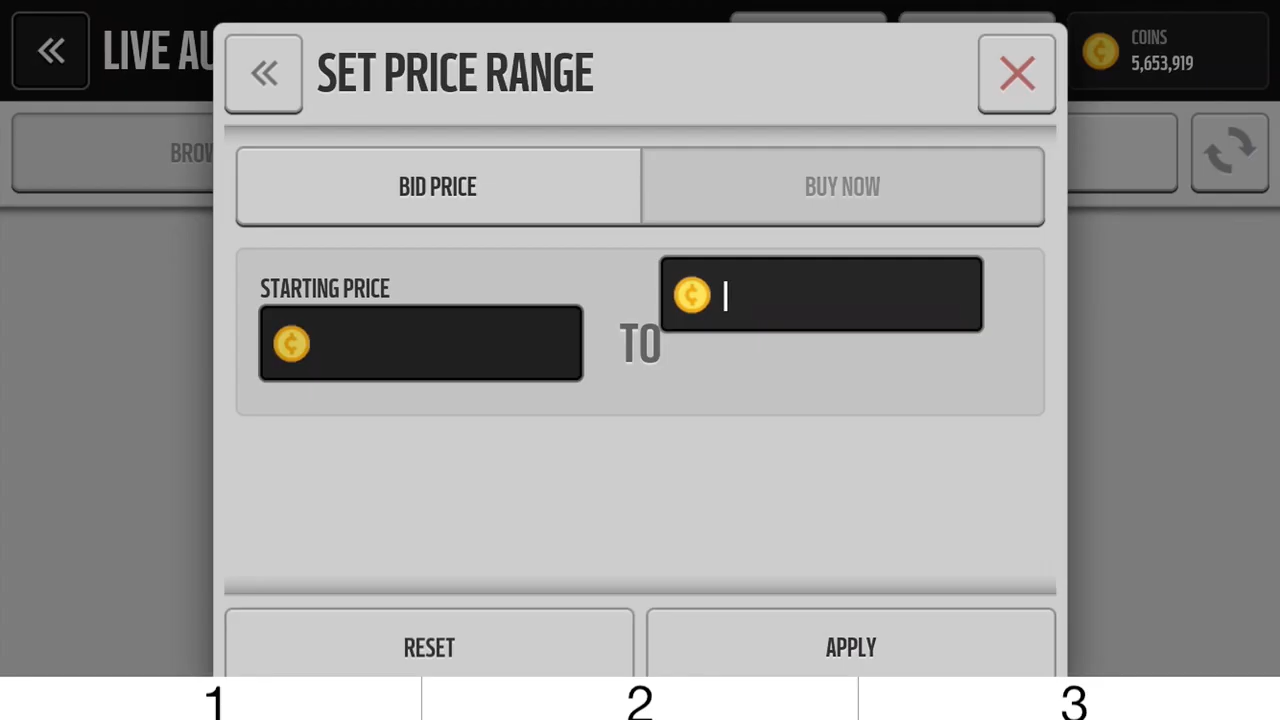 LIVE AU
SET PRICE RANGE
COINS
5,653,919
BROW
BID PRICE
BUY NOW
STARTING PRICE
TO
RESET
APPLY
1
2
3